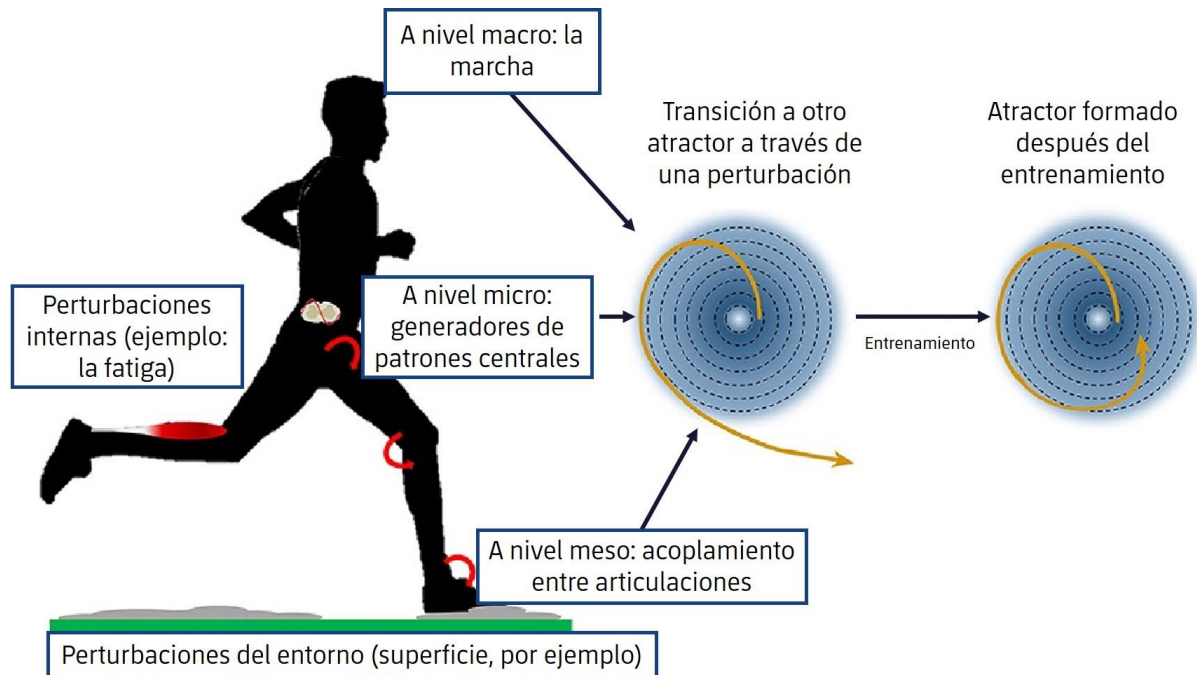 A nivel macro: la
marcha
Transición a otro
atractor a través de
una perturbación
Atractor formado
después del
entrenamiento
Perturbaciones
internas (ejemplo:
la fatiga)
A nivel micro:
generadores de
patrones centrales
Entrenamiento
A nivel meso: acoplamiento
entre articulaciones
Perturbaciones del entorno (superficie, por ejemplo)